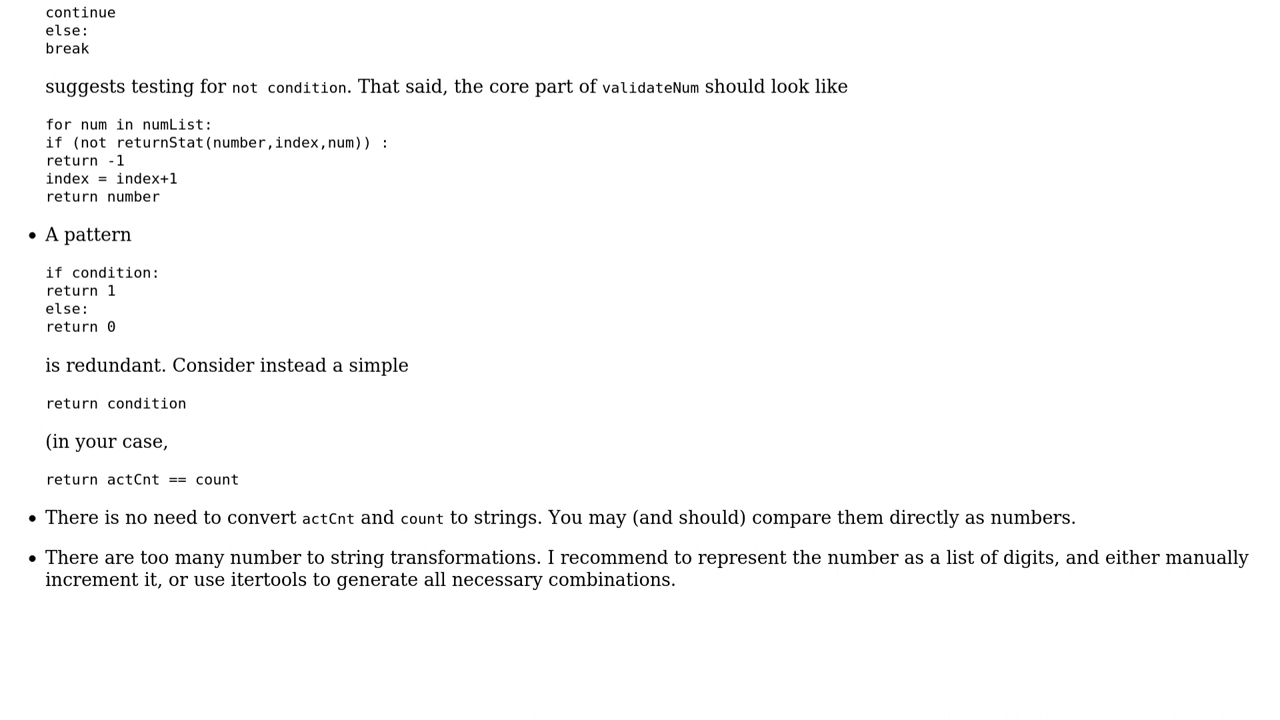 continue
else:
break
suggests testing for not condition. That said, the core part of validateNum should look like
for num in numList:
if (not returnStat(number,index,num)) :
return -1
index = index+1
return number
• A pattern
if condition:
return 1
else:
return 0
is redundant. Consider instead a simple
return condition
(in your case,
return actCnt == count
• There is no need to convert actCnt and count to strings. You may (and should) compare them directly as numbers.
• There are too many number to string transformations. I recommend to represent the number as a list of digits, and either manually
increment it, or use itertools to generate all necessary combinations.